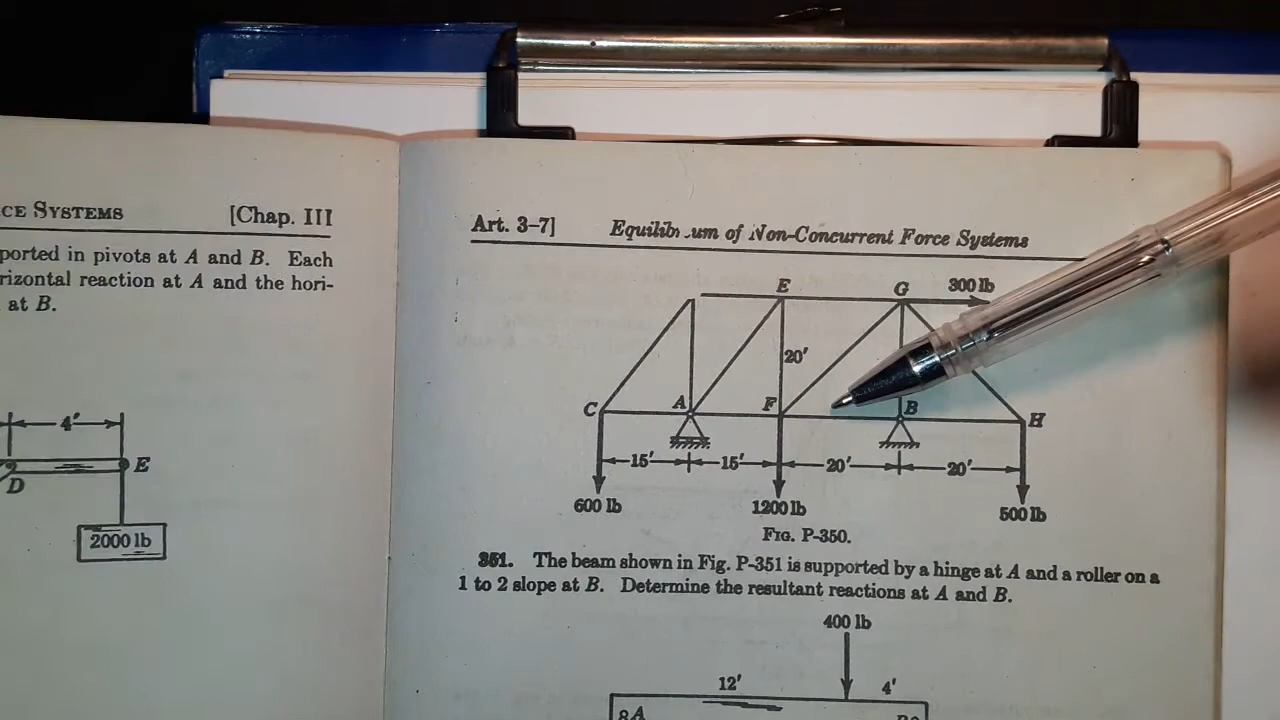 CE SYSTEMS [Chap. III
ported in pivots at A and B. Each
rizontal reaction at A and the hori-
at B.
4'
E
D
2000 lb
Art. 3-7] Equilib um of Non-Concurrent Force Systems
E G 300 lb
20'
C A F B H
15' 15' 20' 20'
600 lb 1200 lb 500 lb
FIG. P-350.
351. The beam shown in Fig. P-351 is supported by a hinge at A and a roller on a
1 to 2 slope at B. Determine the resultant reactions at A and B.
400 lb
12' 4'
A